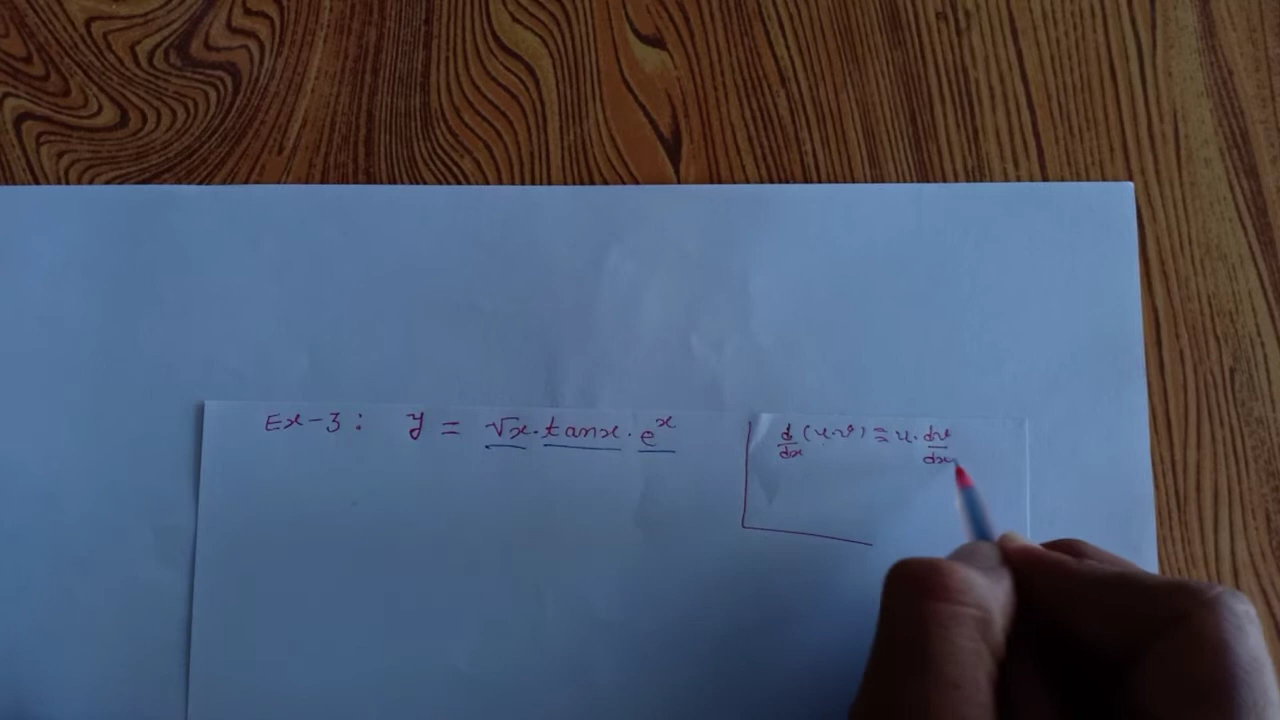 Ex-3: y = √x · tanx · e^x
d/dx (u.v) = u. dv/dx